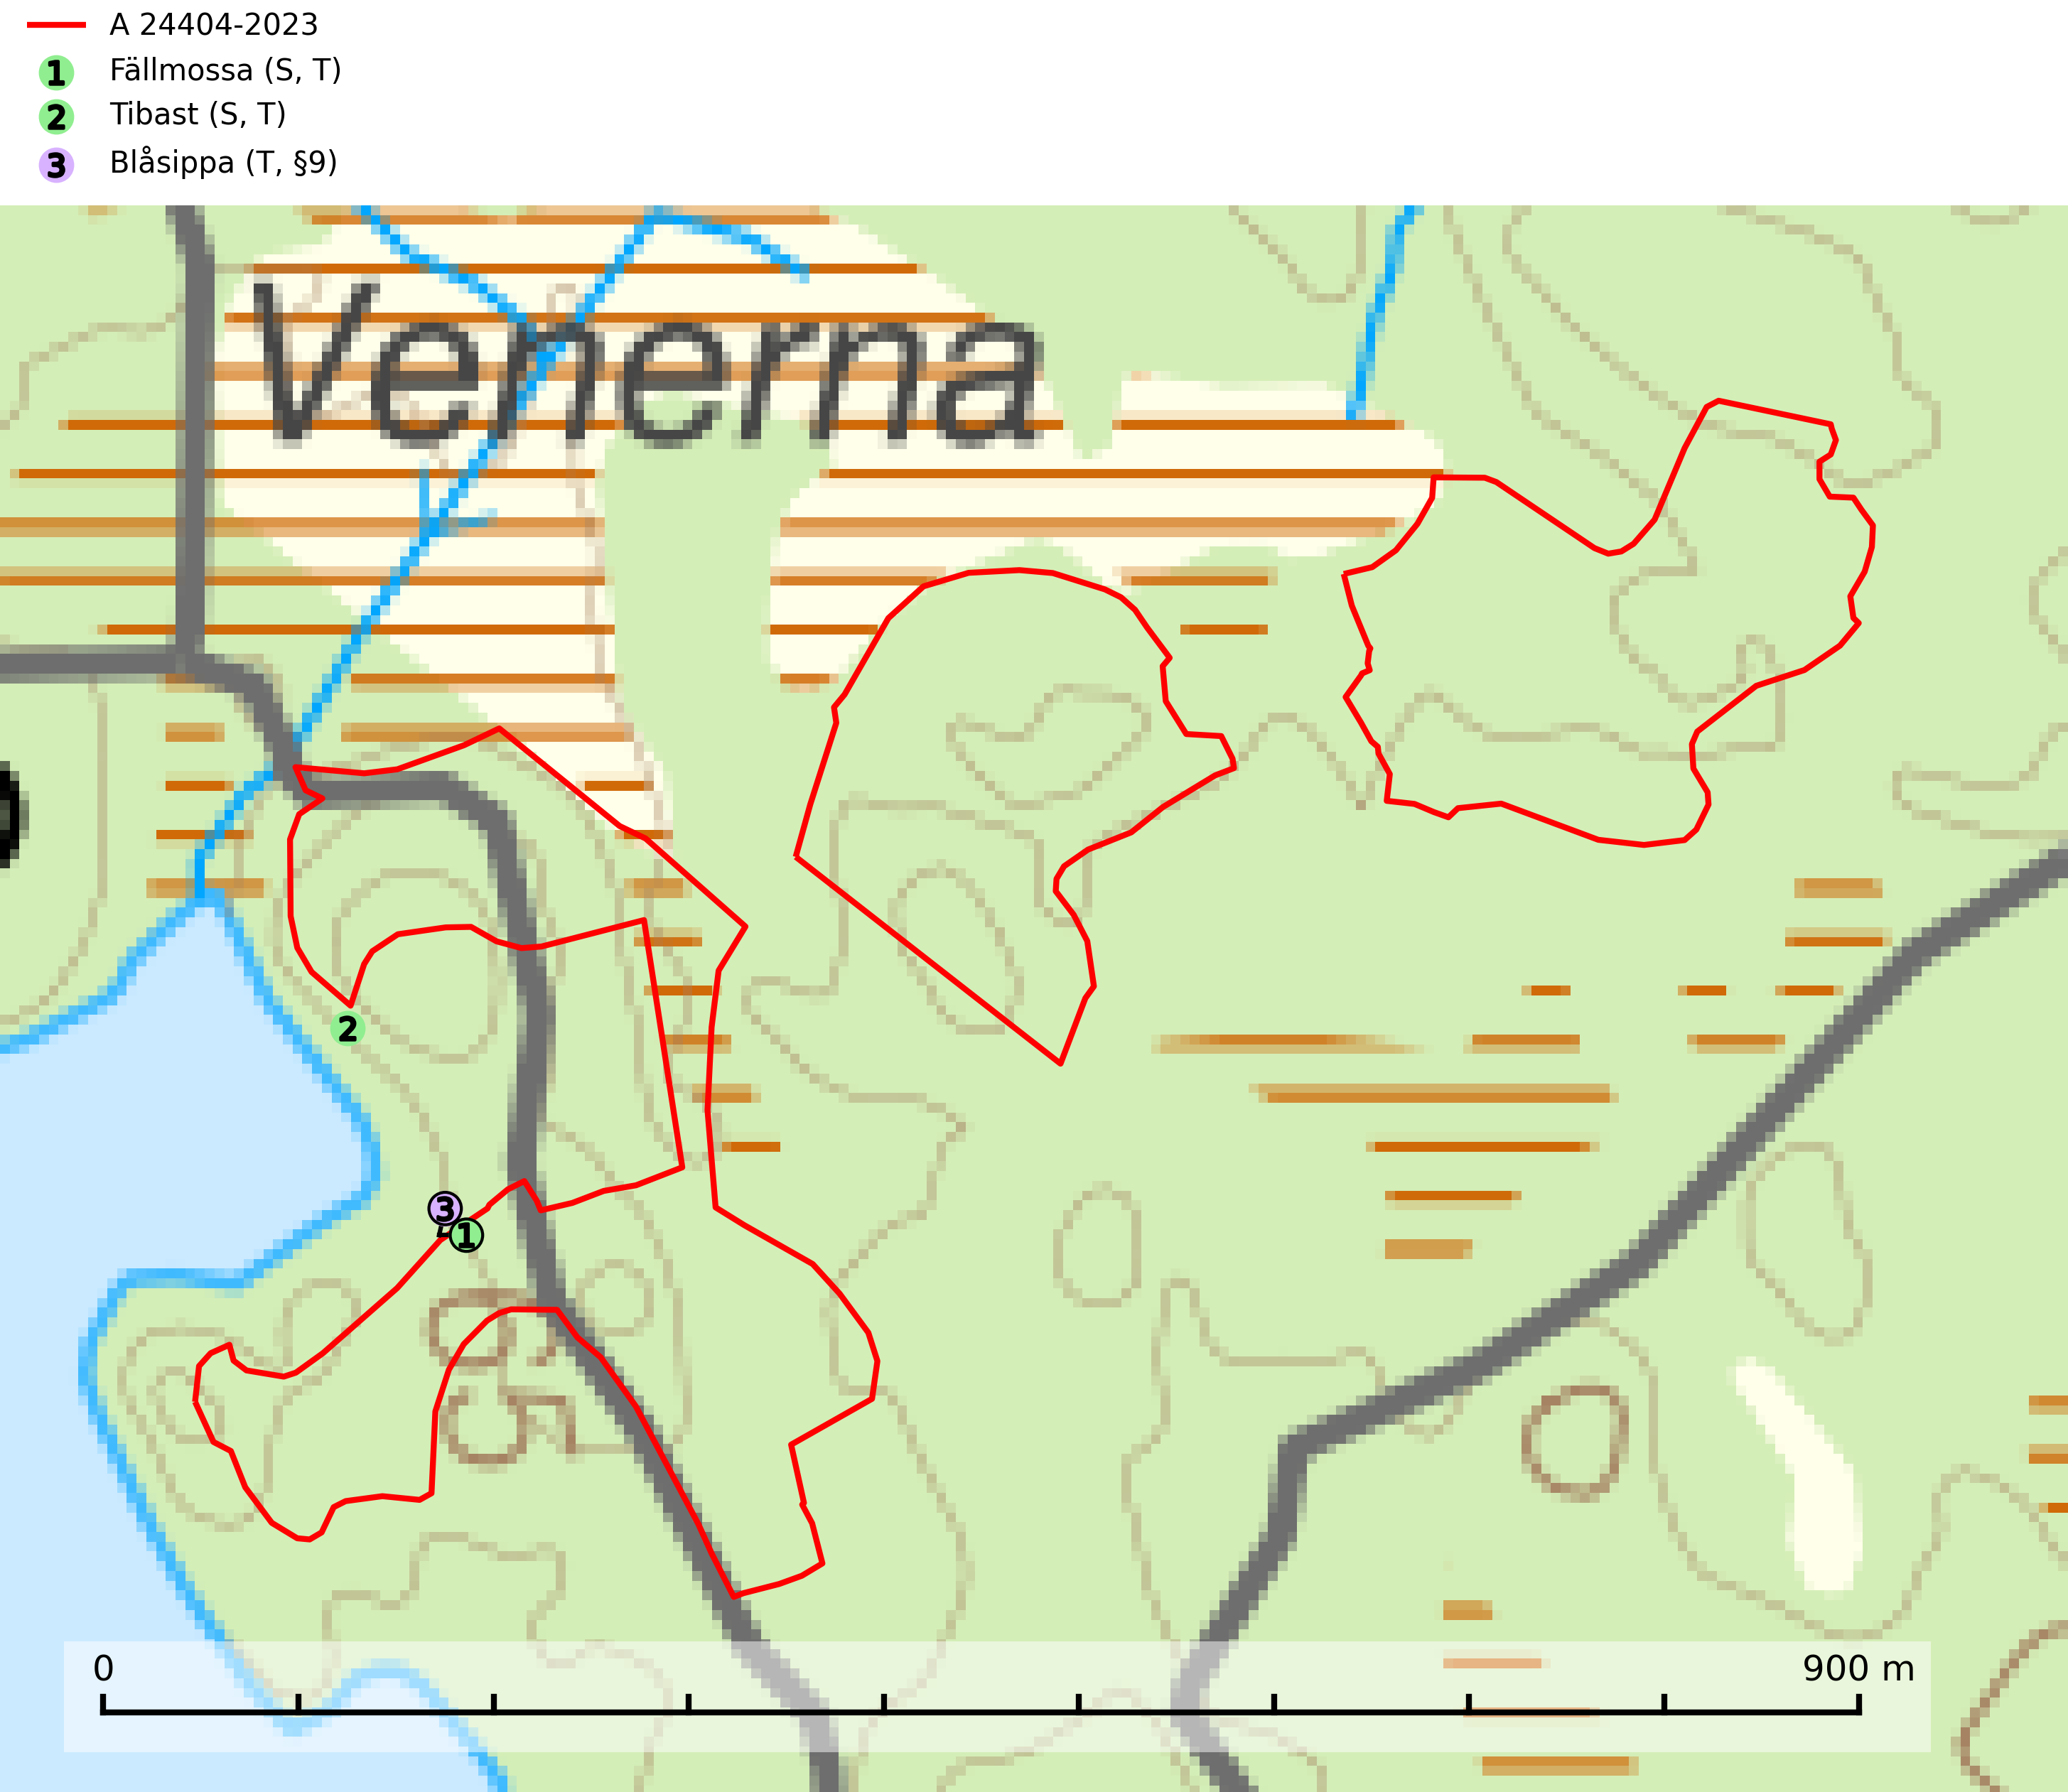 A 24404-2023
1 Fällmossa (S, T)
2 Tibast (S, T)
3 Blåsippa (T, §9)
Venerna
2
3
1
0 900 m